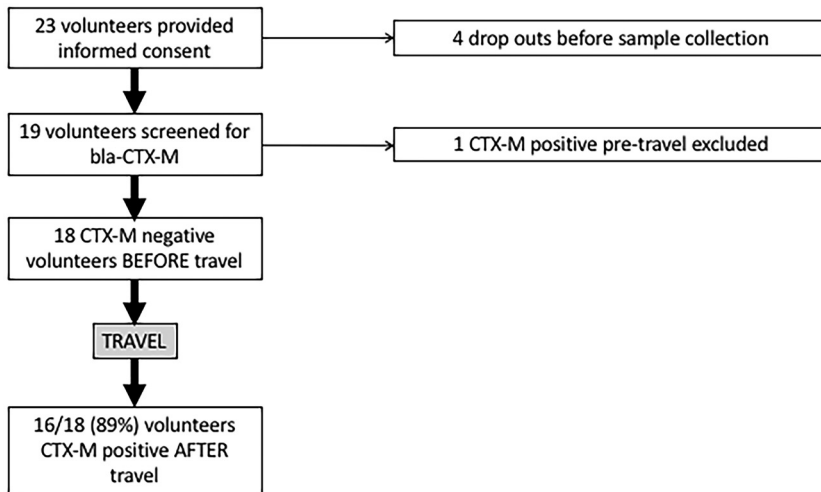 23 volunteers provided
informed consent
4 drop outs before sample collection
19 volunteers screened for
bla-CTX-M
1 CTX-M positive pre-travel excluded
18 CTX-M negative
volunteers BEFORE travel
TRAVEL
16/18 (89%) volunteers
CTX-M positive AFTER
travel